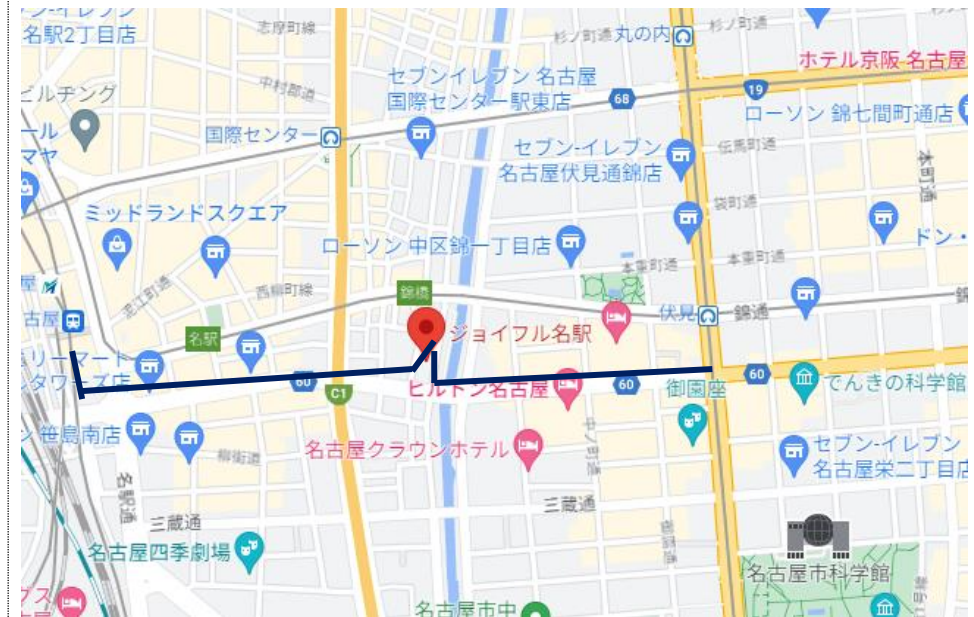 名駅2丁目店
志摩町線
杉ノ町通
丸の内
杉ノ町通
ホテル京阪 名古屋
中村郡道
セブンイレブン 名古屋
国際センター駅東店
68
19
ローソン 錦七間町通店
ビルヂング
国際センター
セブン-イレブン
名古屋伏見通錦店
伝馬町通
本町通
袋町通
ミッドランドスクエア
ローソン 中区錦一丁目店
ドン・
本重町通
本重町通
西柳町線
錦橋
伏見
錦通
名駅
ジョイフル名駅
60
C1
ヒルトン名古屋
60
御園座
60
でんきの科学館
笹島南店
名古屋クラウンホテル
セブン-イレブン
名古屋栄二丁目店
柳街道
名駅通
三蔵通
三蔵通
名古屋四季劇場
名古屋市科学館
名古屋市中